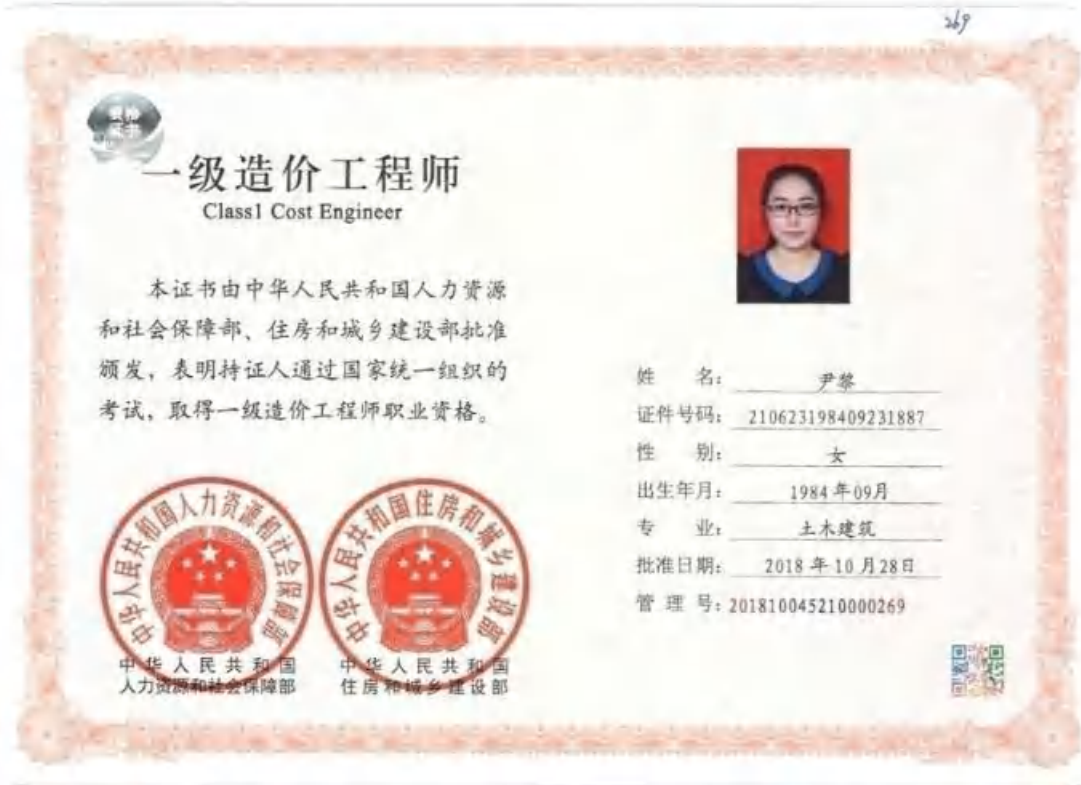 269
资格
证书
一级造价工程师
Class1 Cost Engineer
本证书由中华人民共和国人力资源
和社会保障部、住房和城乡建设部批准
颁发，表明持证人通过国家统一组织的
考试，取得一级造价工程师职业资格。
中华人民共和国人力资源和社会保障部
中华人民共和国住房和城乡建设部
中华人民共和国
人力资源和社会保障部
中华人民共和国
住房和城乡建设部
姓 名： 尹黎
证件号码： 210623198409231887
性 别： 女
出生年月： 1984年09月
专 业： 土木建筑
批准日期： 2018年10月28日
管 理 号：201810045210000269